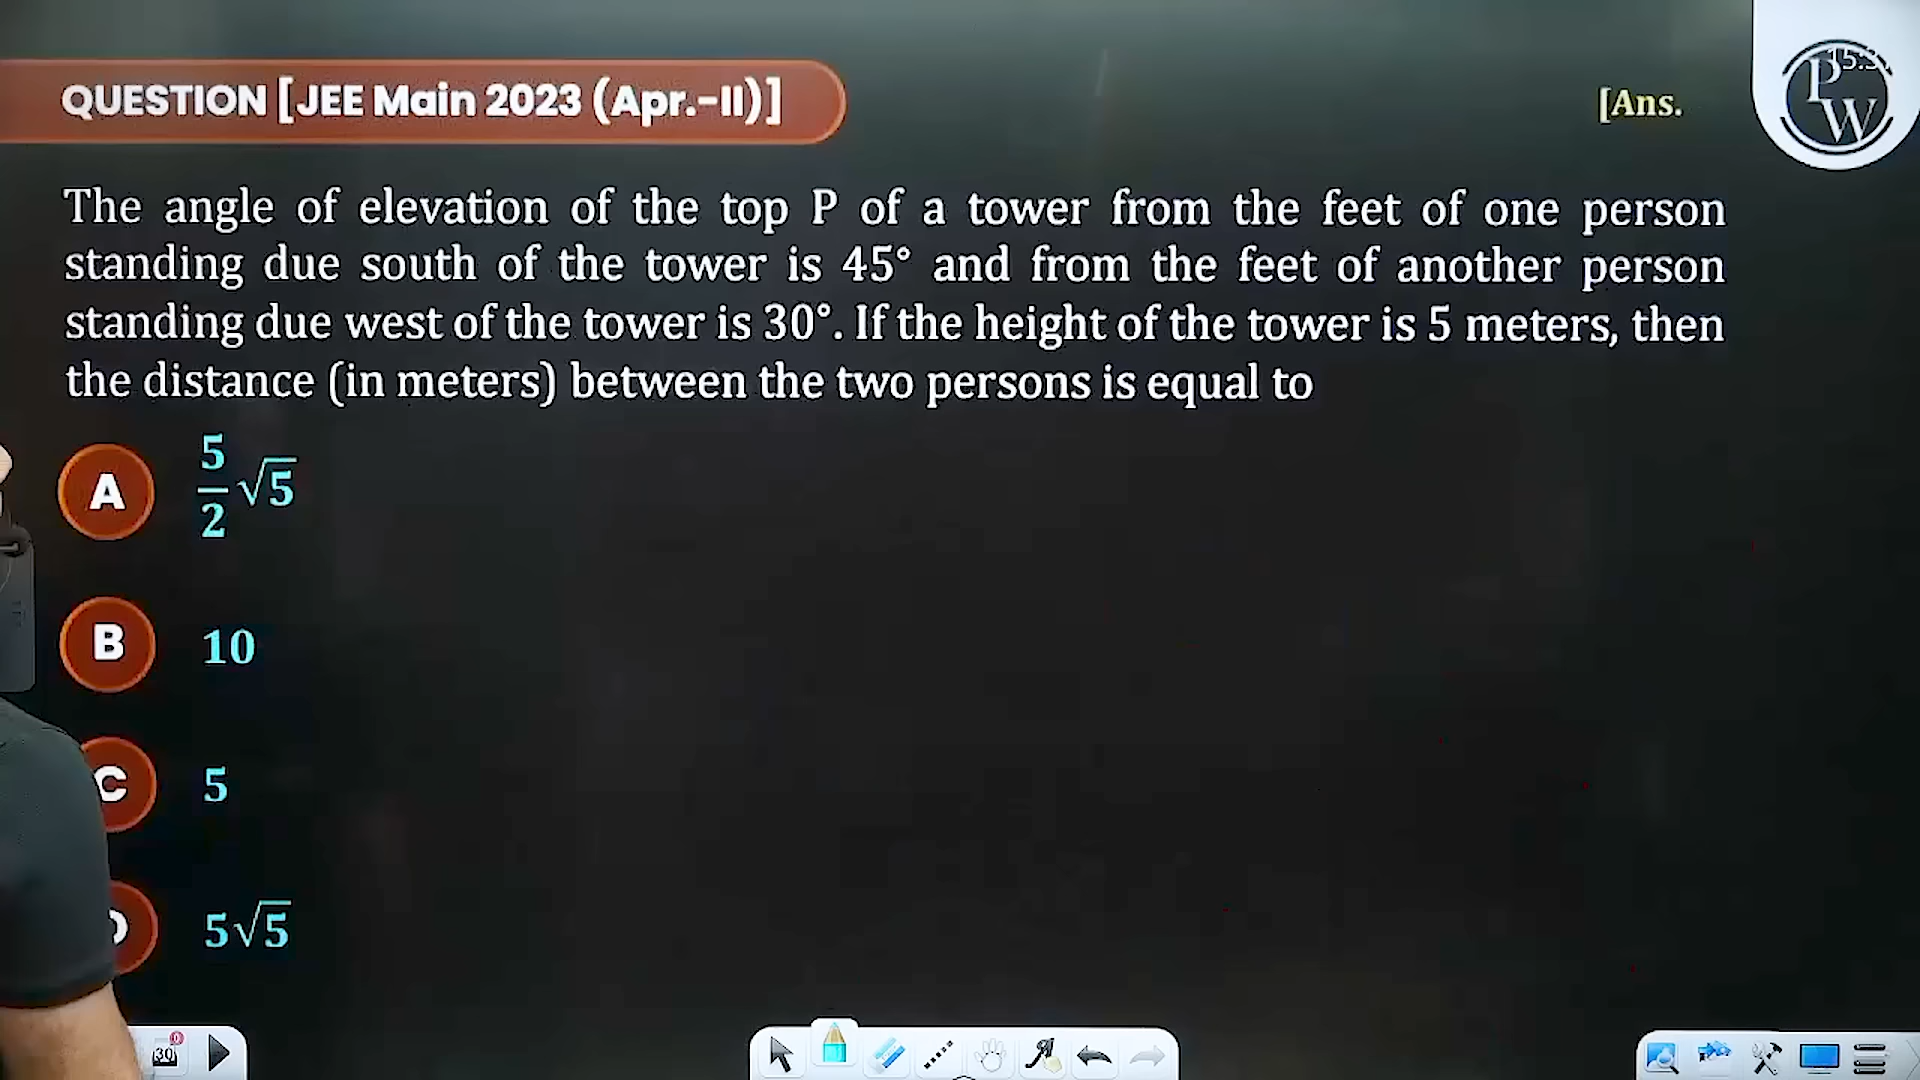 QUESTION [JEE Main 2023 (Apr.-II)]
[Ans.
PW
The angle of elevation of the top P of a tower from the feet of one person
standing due south of the tower is 45° and from the feet of another person
standing due west of the tower is 30°. If the height of the tower is 5 meters, then
the distance (in meters) between the two persons is equal to
A 5/2 √5
B 10
C 5
D 5√5
30